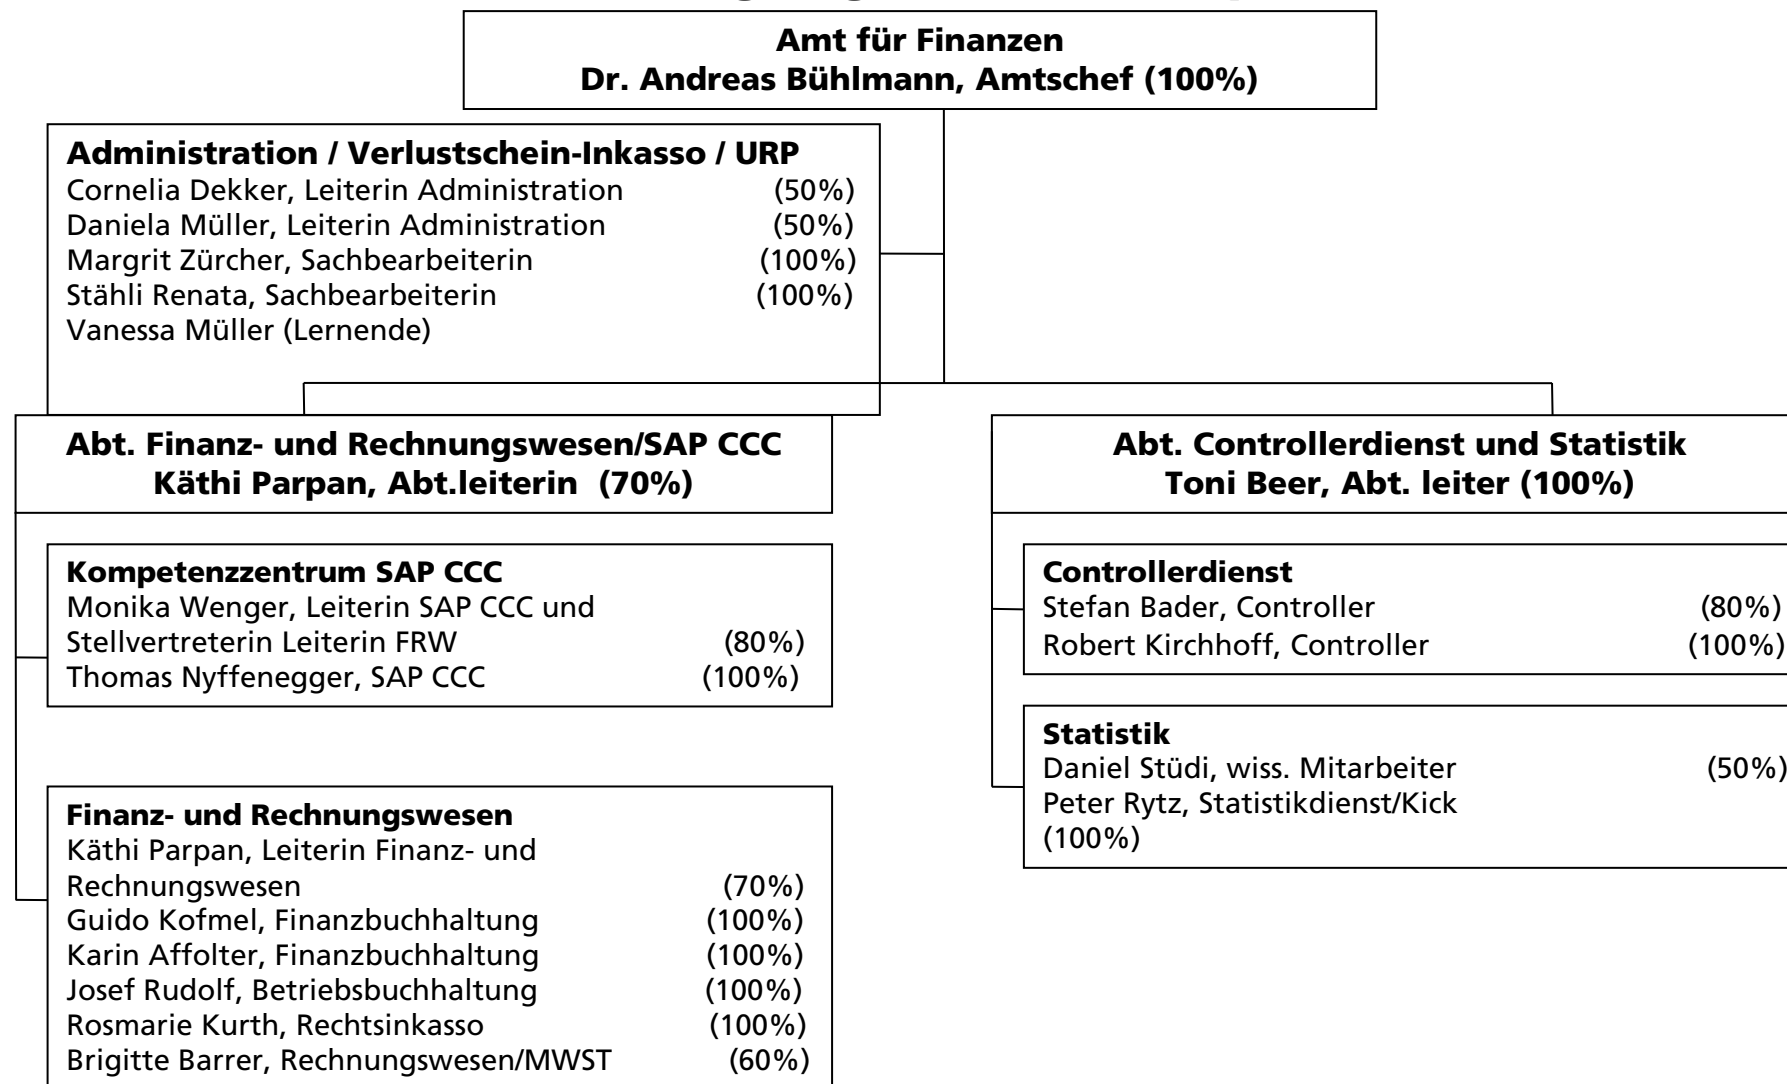 Amt für Finanzen
Dr. Andreas Bühlmann, Amtschef (100%)
Administration / Verlustschein-Inkasso / URP
Cornelia Dekker, Leiterin Administration (50%)
Daniela Müller, Leiterin Administration (50%)
Margrit Zürcher, Sachbearbeiterin (100%)
Stähli Renata, Sachbearbeiterin (100%)
Vanessa Müller (Lernende)
Abt. Finanz- und Rechnungswesen/SAP CCC
Käthi Parpan, Abt.leiterin (70%)
Kompetenzzentrum SAP CCC
Monika Wenger, Leiterin SAP CCC und
Stellvertreterin Leiterin FRW (80%)
Thomas Nyffenegger, SAP CCC (100%)
Finanz- und Rechnungswesen
Käthi Parpan, Leiterin Finanz- und
Rechnungswesen (70%)
Guido Kofmel, Finanzbuchhaltung (100%)
Karin Affolter, Finanzbuchhaltung (100%)
Josef Rudolf, Betriebsbuchhaltung (100%)
Rosmarie Kurth, Rechtsinkasso (100%)
Brigitte Barrer, Rechnungswesen/MWST (60%)
Abt. Controllerdienst und Statistik
Toni Beer, Abt. leiter (100%)
Controllerdienst
Stefan Bader, Controller (80%)
Robert Kirchhoff, Controller (100%)
Statistik
Daniel Stüdi, wiss. Mitarbeiter (50%)
Peter Rytz, Statistikdienst/Kick
(100%)